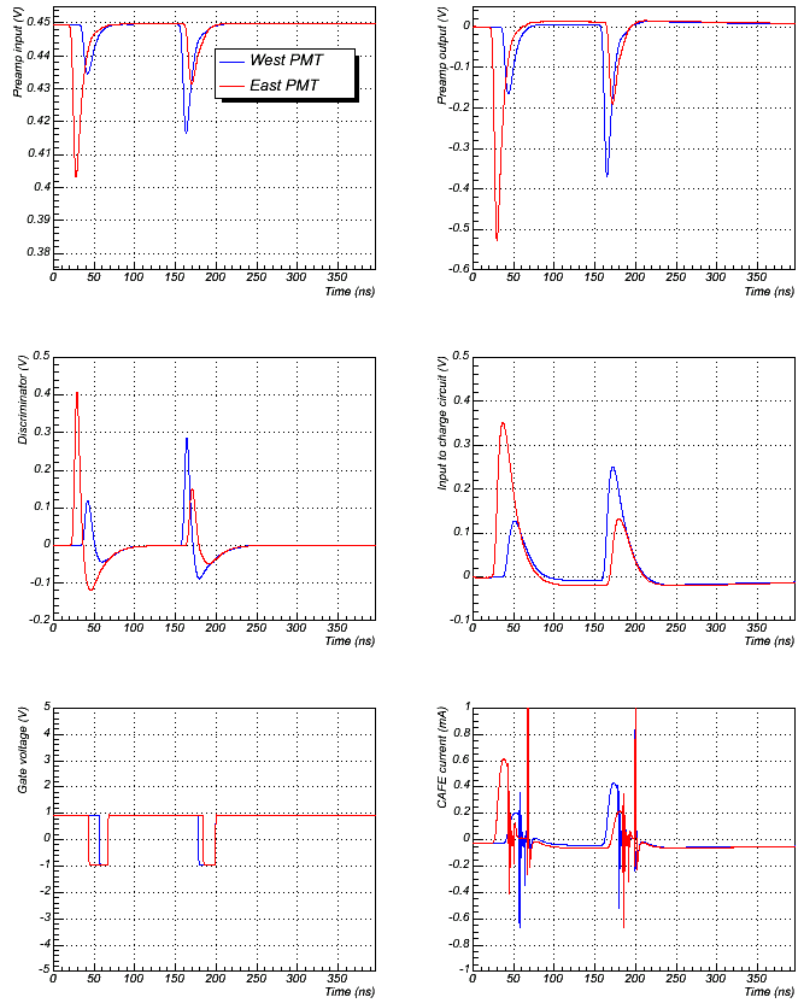 Preamp input (V)
0.45
0.44
0.43
0.42
0.41
0.4
0.39
0.38
0 50 100 150 200 250 300 350
Time (ns)
West PMT
East PMT
Preamp output (V)
0
-0.1
-0.2
-0.3
-0.4
-0.5
-0.6
0 50 100 150 200 250 300 350
Time (ns)
Discriminator (V)
0.5
0.4
0.3
0.2
0.1
0
-0.1
-0.2
0 50 100 150 200 250 300 350
Time (ns)
Input to charge circuit (V)
0.5
0.4
0.3
0.2
0.1
0
-0.1
0 50 100 150 200 250 300 350
Time (ns)
Gate voltage (V)
5
4
3
2
1
0
-1
-2
-3
-4
-5
0 50 100 150 200 250 300 350
Time (ns)
CAFE current (mA)
1
0.8
0.6
0.4
0.2
0
-0.2
-0.4
-0.6
-0.8
-1
0 50 100 150 200 250 300 350
Time (ns)